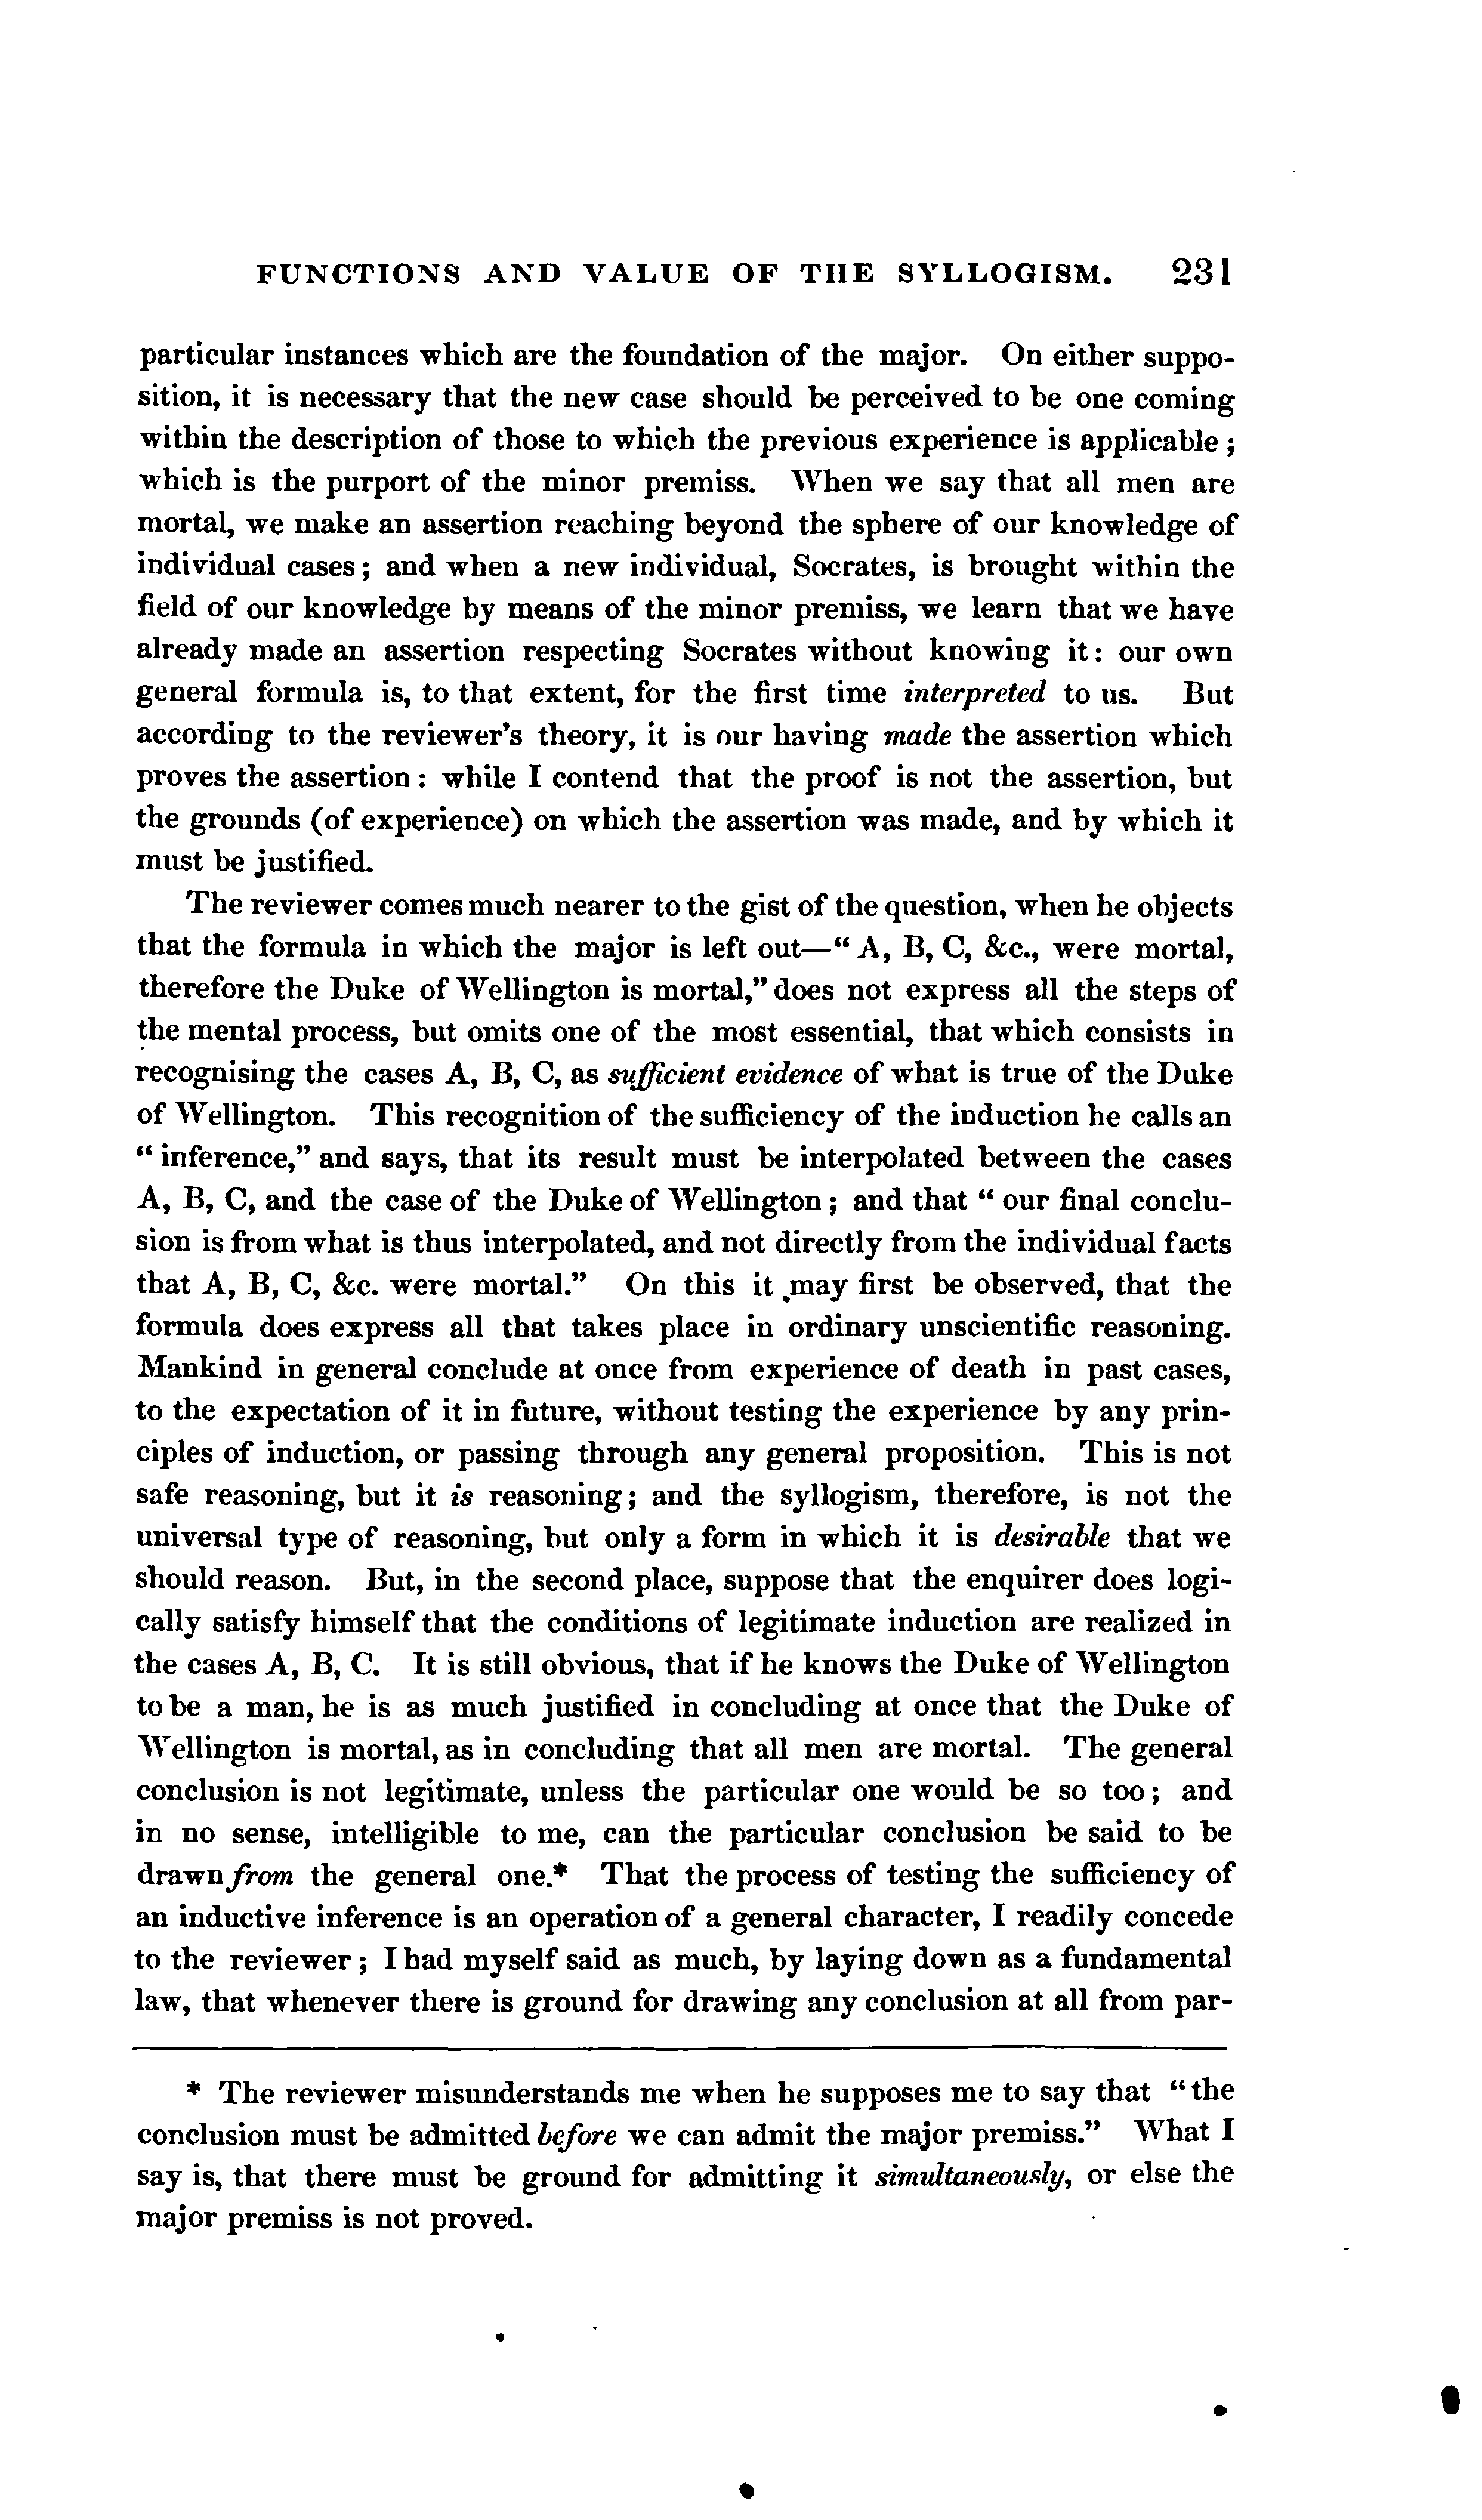 FUNCTIONS AND VALUE OF THE SYLLOGISM. 231
particular instances which are the foundation of the major. On either suppo-
sition, it is necessary that the new case should be perceived to be one coming
within the description of those to which the previous experience is applicable;
which is the purport of the minor premiss. When we say that all men are
mortal, we make an assertion reaching beyond the sphere of our knowledge of
individual cases; and when a new individual, Socrates, is brought within the
field of our knowledge by means of the minor premiss, we learn that we have
already made an assertion respecting Socrates without knowing it: our own
general formula is, to that extent, for the first time interpreted to us. But
according to the reviewer's theory, it is our having made the assertion which
proves the assertion: while I contend that the proof is not the assertion, but
the grounds (of experience) on which the assertion was made, and by which it
must be justified.
The reviewer comes much nearer to the gist of the question, when he objects
that the formula in which the major is left out—"A, B, C, &c., were mortal,
therefore the Duke of Wellington is mortal," does not express all the steps of
the mental process, but omits one of the most essential, that which consists in
recognising the cases A, B, C, as sufficient evidence of what is true of the Duke
of Wellington. This recognition of the sufficiency of the induction he calls an
"inference," and says, that its result must be interpolated between the cases
A, B, C, and the case of the Duke of Wellington; and that "our final conclu-
sion is from what is thus interpolated, and not directly from the individual facts
that A, B, C, &c. were mortal." On this it may first be observed, that the
formula does express all that takes place in ordinary unscientific reasoning.
Mankind in general conclude at once from experience of death in past cases,
to the expectation of it in future, without testing the experience by any prin-
ciples of induction, or passing through any general proposition. This is not
safe reasoning, but it is reasoning; and the syllogism, therefore, is not the
universal type of reasoning, but only a form in which it is desirable that we
should reason. But, in the second place, suppose that the enquirer does logi-
cally satisfy himself that the conditions of legitimate induction are realized in
the cases A, B, C. It is still obvious, that if he knows the Duke of Wellington
to be a man, he is as much justified in concluding at once that the Duke of
Wellington is mortal, as in concluding that all men are mortal. The general
conclusion is not legitimate, unless the particular one would be so too; and
in no sense, intelligible to me, can the particular conclusion be said to be
drawn from the general one.* That the process of testing the sufficiency of
an inductive inference is an operation of a general character, I readily concede
to the reviewer; I had myself said as much, by laying down as a fundamental
law, that whenever there is ground for drawing any conclusion at all from par-
* The reviewer misunderstands me when he supposes me to say that "the
conclusion must be admitted before we can admit the major premiss." What I
say is, that there must be ground for admitting it simultaneously, or else the
major premiss is not proved.